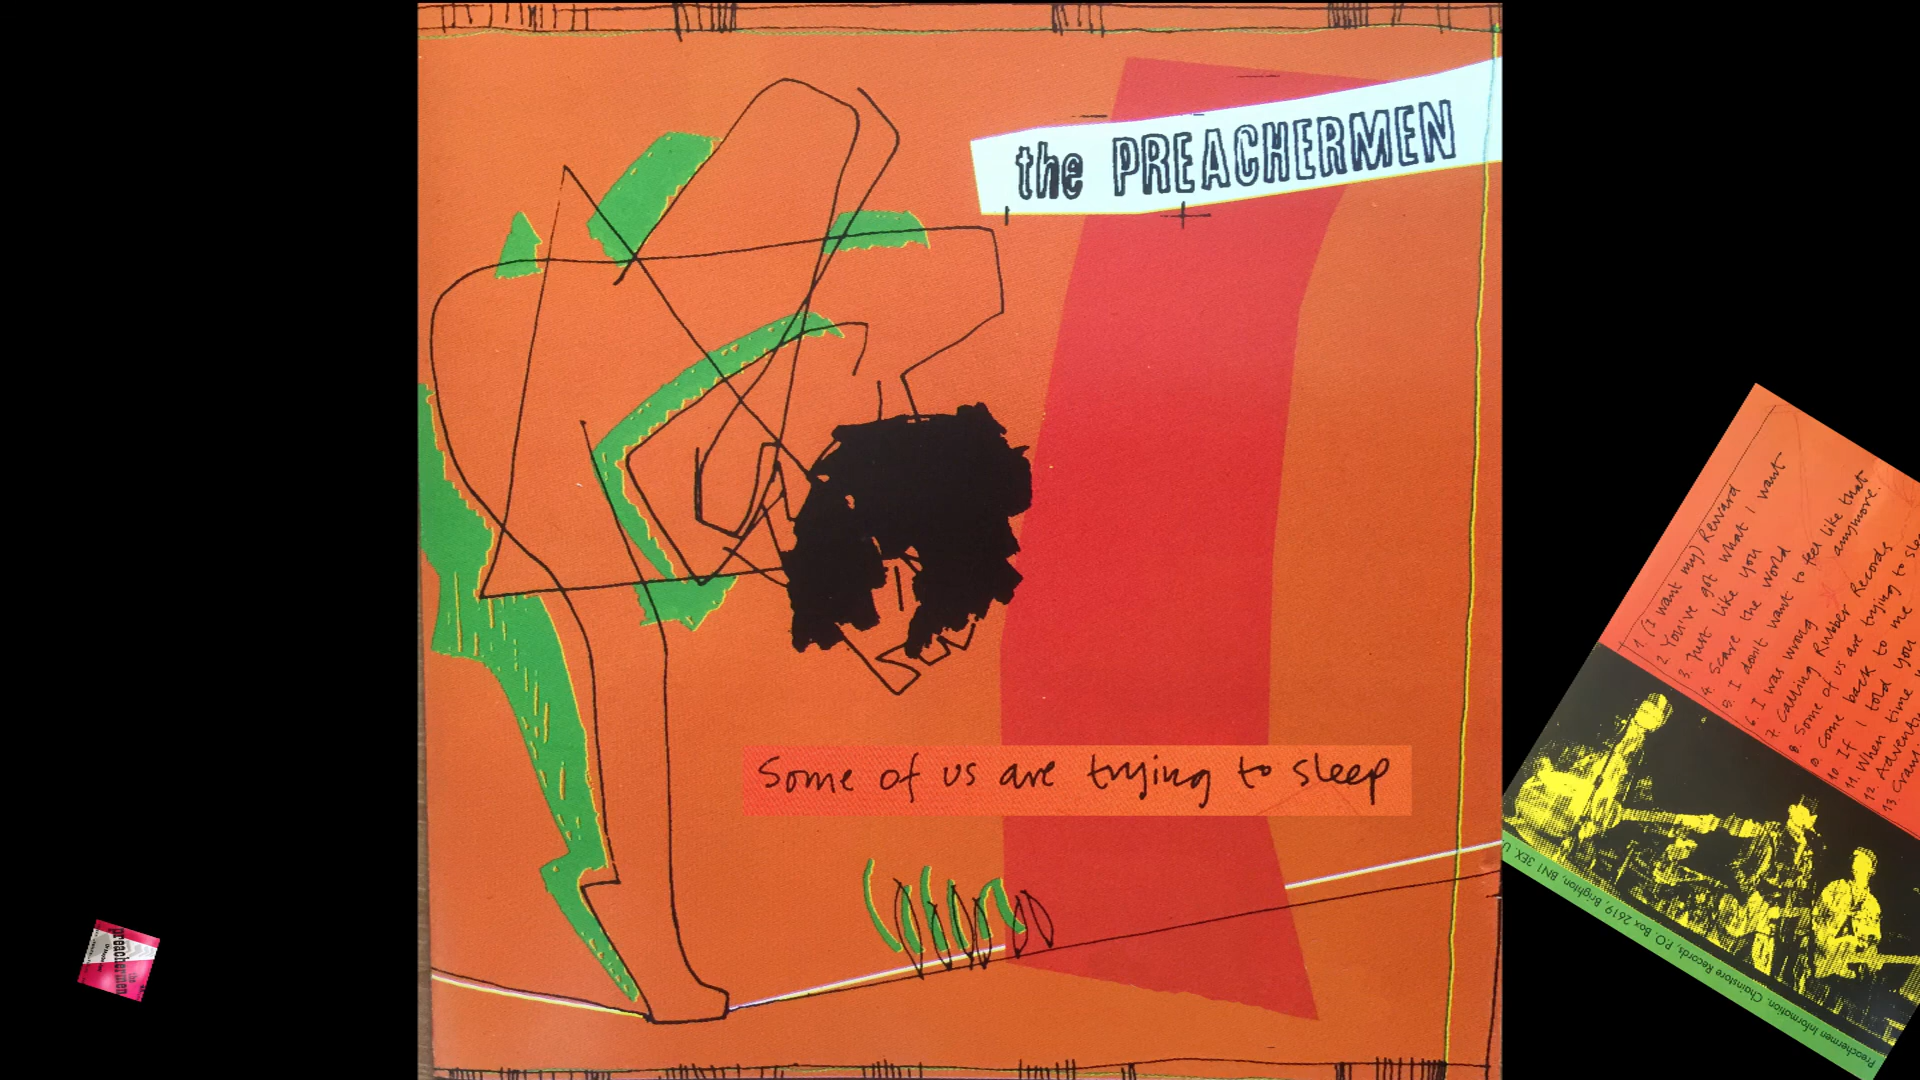 the PREACHERMEN
Some of us are trying to sleep
1. (I want my) Reward
2 You've got what I want
3. Just like you
4. Scare the world
5. I don't want to feel like that
anymore.
6. I was wrong
7. Calling Rubber Records
8. Some of us are trying to
9. Come back to me
10 If I told you
11. When time
12.
13.
Preachermen Information. Chainstore Records, P.O. Box 2619, Brighton, BN1 3EX. U
the
preachermen